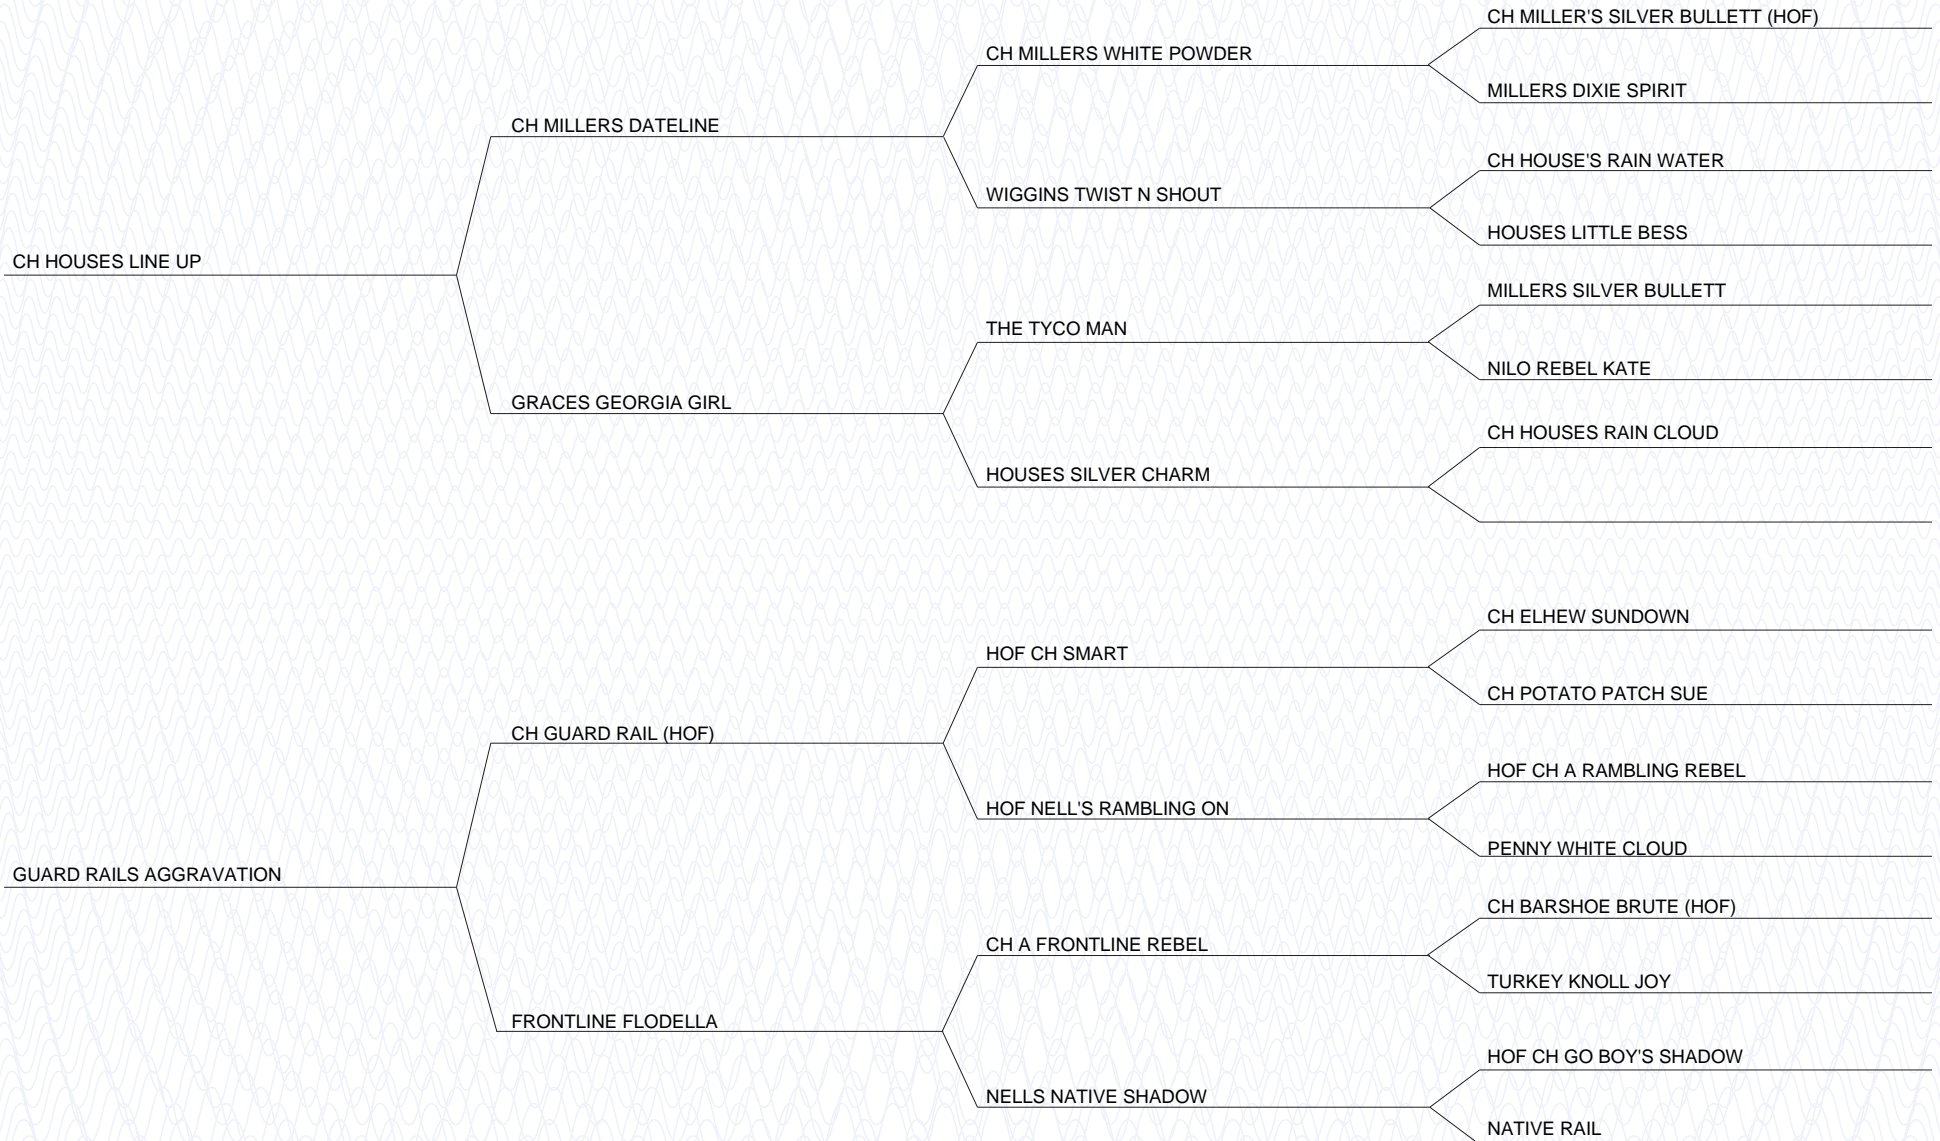 CH MILLER'S SILVER BULLETT (HOF)
CH MILLERS WHITE POWDER
MILLERS DIXIE SPIRIT
CH MILLERS DATELINE
CH HOUSE'S RAIN WATER
WIGGINS TWIST N SHOUT
HOUSES LITTLE BESS
CH HOUSES LINE UP
MILLERS SILVER BULLETT
THE TYCO MAN
NILO REBEL KATE
GRACES GEORGIA GIRL
CH HOUSES RAIN CLOUD
HOUSES SILVER CHARM
CH ELHEW SUNDOWN
HOF CH SMART
CH POTATO PATCH SUE
CH GUARD RAIL (HOF)
HOF CH A RAMBLING REBEL
HOF NELL'S RAMBLING ON
PENNY WHITE CLOUD
GUARD RAILS AGGRAVATION
CH BARSHOE BRUTE (HOF)
CH A FRONTLINE REBEL
TURKEY KNOLL JOY
FRONTLINE FLODELLA
HOF CH GO BOY'S SHADOW
NELLS NATIVE SHADOW
NATIVE RAIL